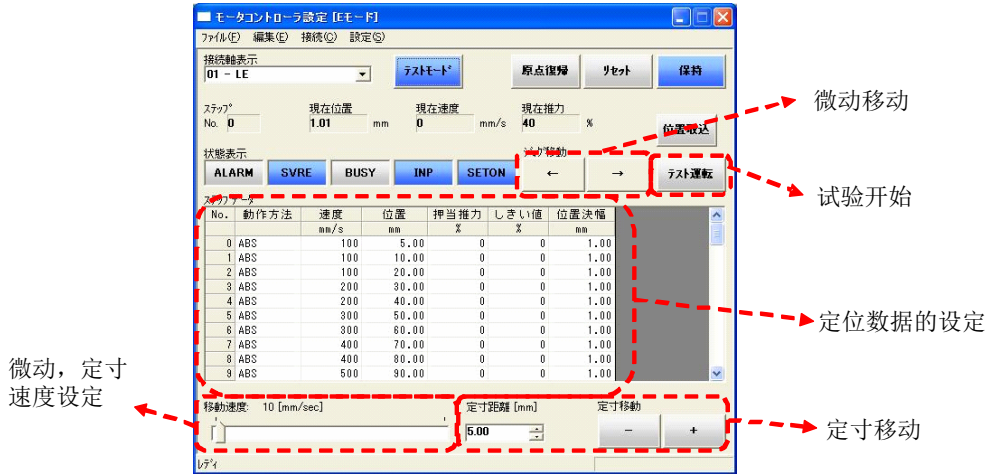 モータコントローラ設定 [Eモード]
ファイル(F) 編集(E) 接続(C) 設定(S)
接続軸表示
01 - LE
テストモード
原点復帰
リセット
保持
ステップ 現在位置 現在速度 現在推力
No. 0 1.01 mm 0 mm/s 40 %
位置取込
状態表示
ALARM SVRE BUSY INP SETON
ジョグ移動
← →
テスト運転
ステップデータ
No. 動作方法 速度 位置 押当推力 しきい値 位置決幅
mm/s mm % % mm
0 ABS 100 5.00 0 0 1.00
1 ABS 100 10.00 0 0 1.00
2 ABS 100 20.00 0 0 1.00
3 ABS 200 30.00 0 0 1.00
4 ABS 200 40.00 0 0 1.00
5 ABS 300 50.00 0 0 1.00
6 ABS 300 60.00 0 0 1.00
7 ABS 400 70.00 0 0 1.00
8 ABS 400 80.00 0 0 1.00
9 ABS 500 90.00 0 0 1.00
移動速度: 10 [mm/sec]
定寸距離 [mm]
5.00
定寸移動
- +
レディ
微动移动
试验开始
定位数据的设定
定寸移动
微动，定寸
速度设定